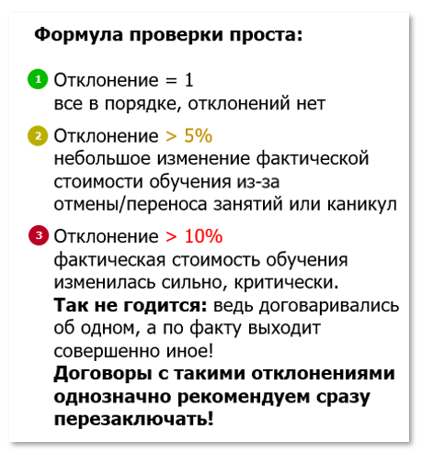 Формула проверки проста:
1 Отклонение = 1
все в порядке, отклонений нет
2 Отклонение > 5%
небольшое изменение фактической
стоимости обучения из-за
отмены/переноса занятий или каникул
3 Отклонение > 10%
фактическая стоимость обучения
изменилась сильно, критически.
Так не годится: ведь договаривались
об одном, а по факту выходит
совершенно иное!
Договоры с такими отклонениями
однозначно рекомендуем сразу
перезаключать!